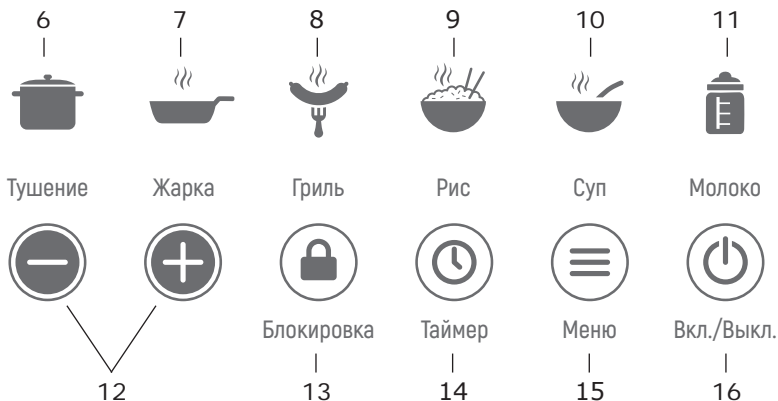 6 7 8 9 10 11
Тушение Жарка Гриль Рис Суп Молоко
Блокировка Таймер Меню Вкл./Выкл.
12 13 14 15 16